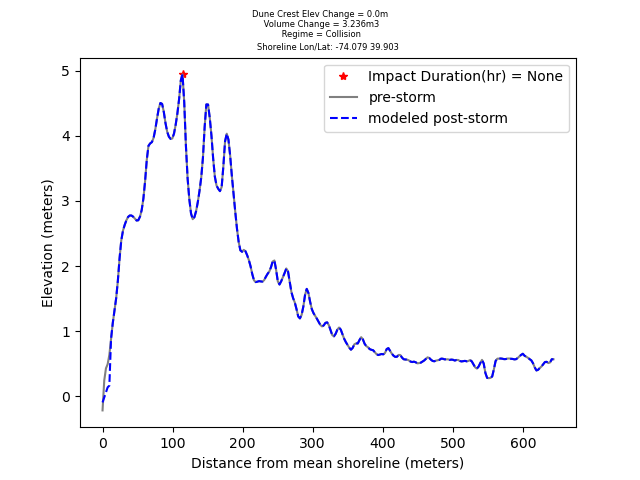 Dune Crest Elev Change = 0.0m
Volume Change = 3.236m3
Regime = Collision
Shoreline Lon/Lat: -74.079 39.903
Impact Duration(hr) = None
pre-storm
modeled post-storm
Elevation (meters)
5
4
3
2
1
0
0 100 200 300 400 500 600
Distance from mean shoreline (meters)